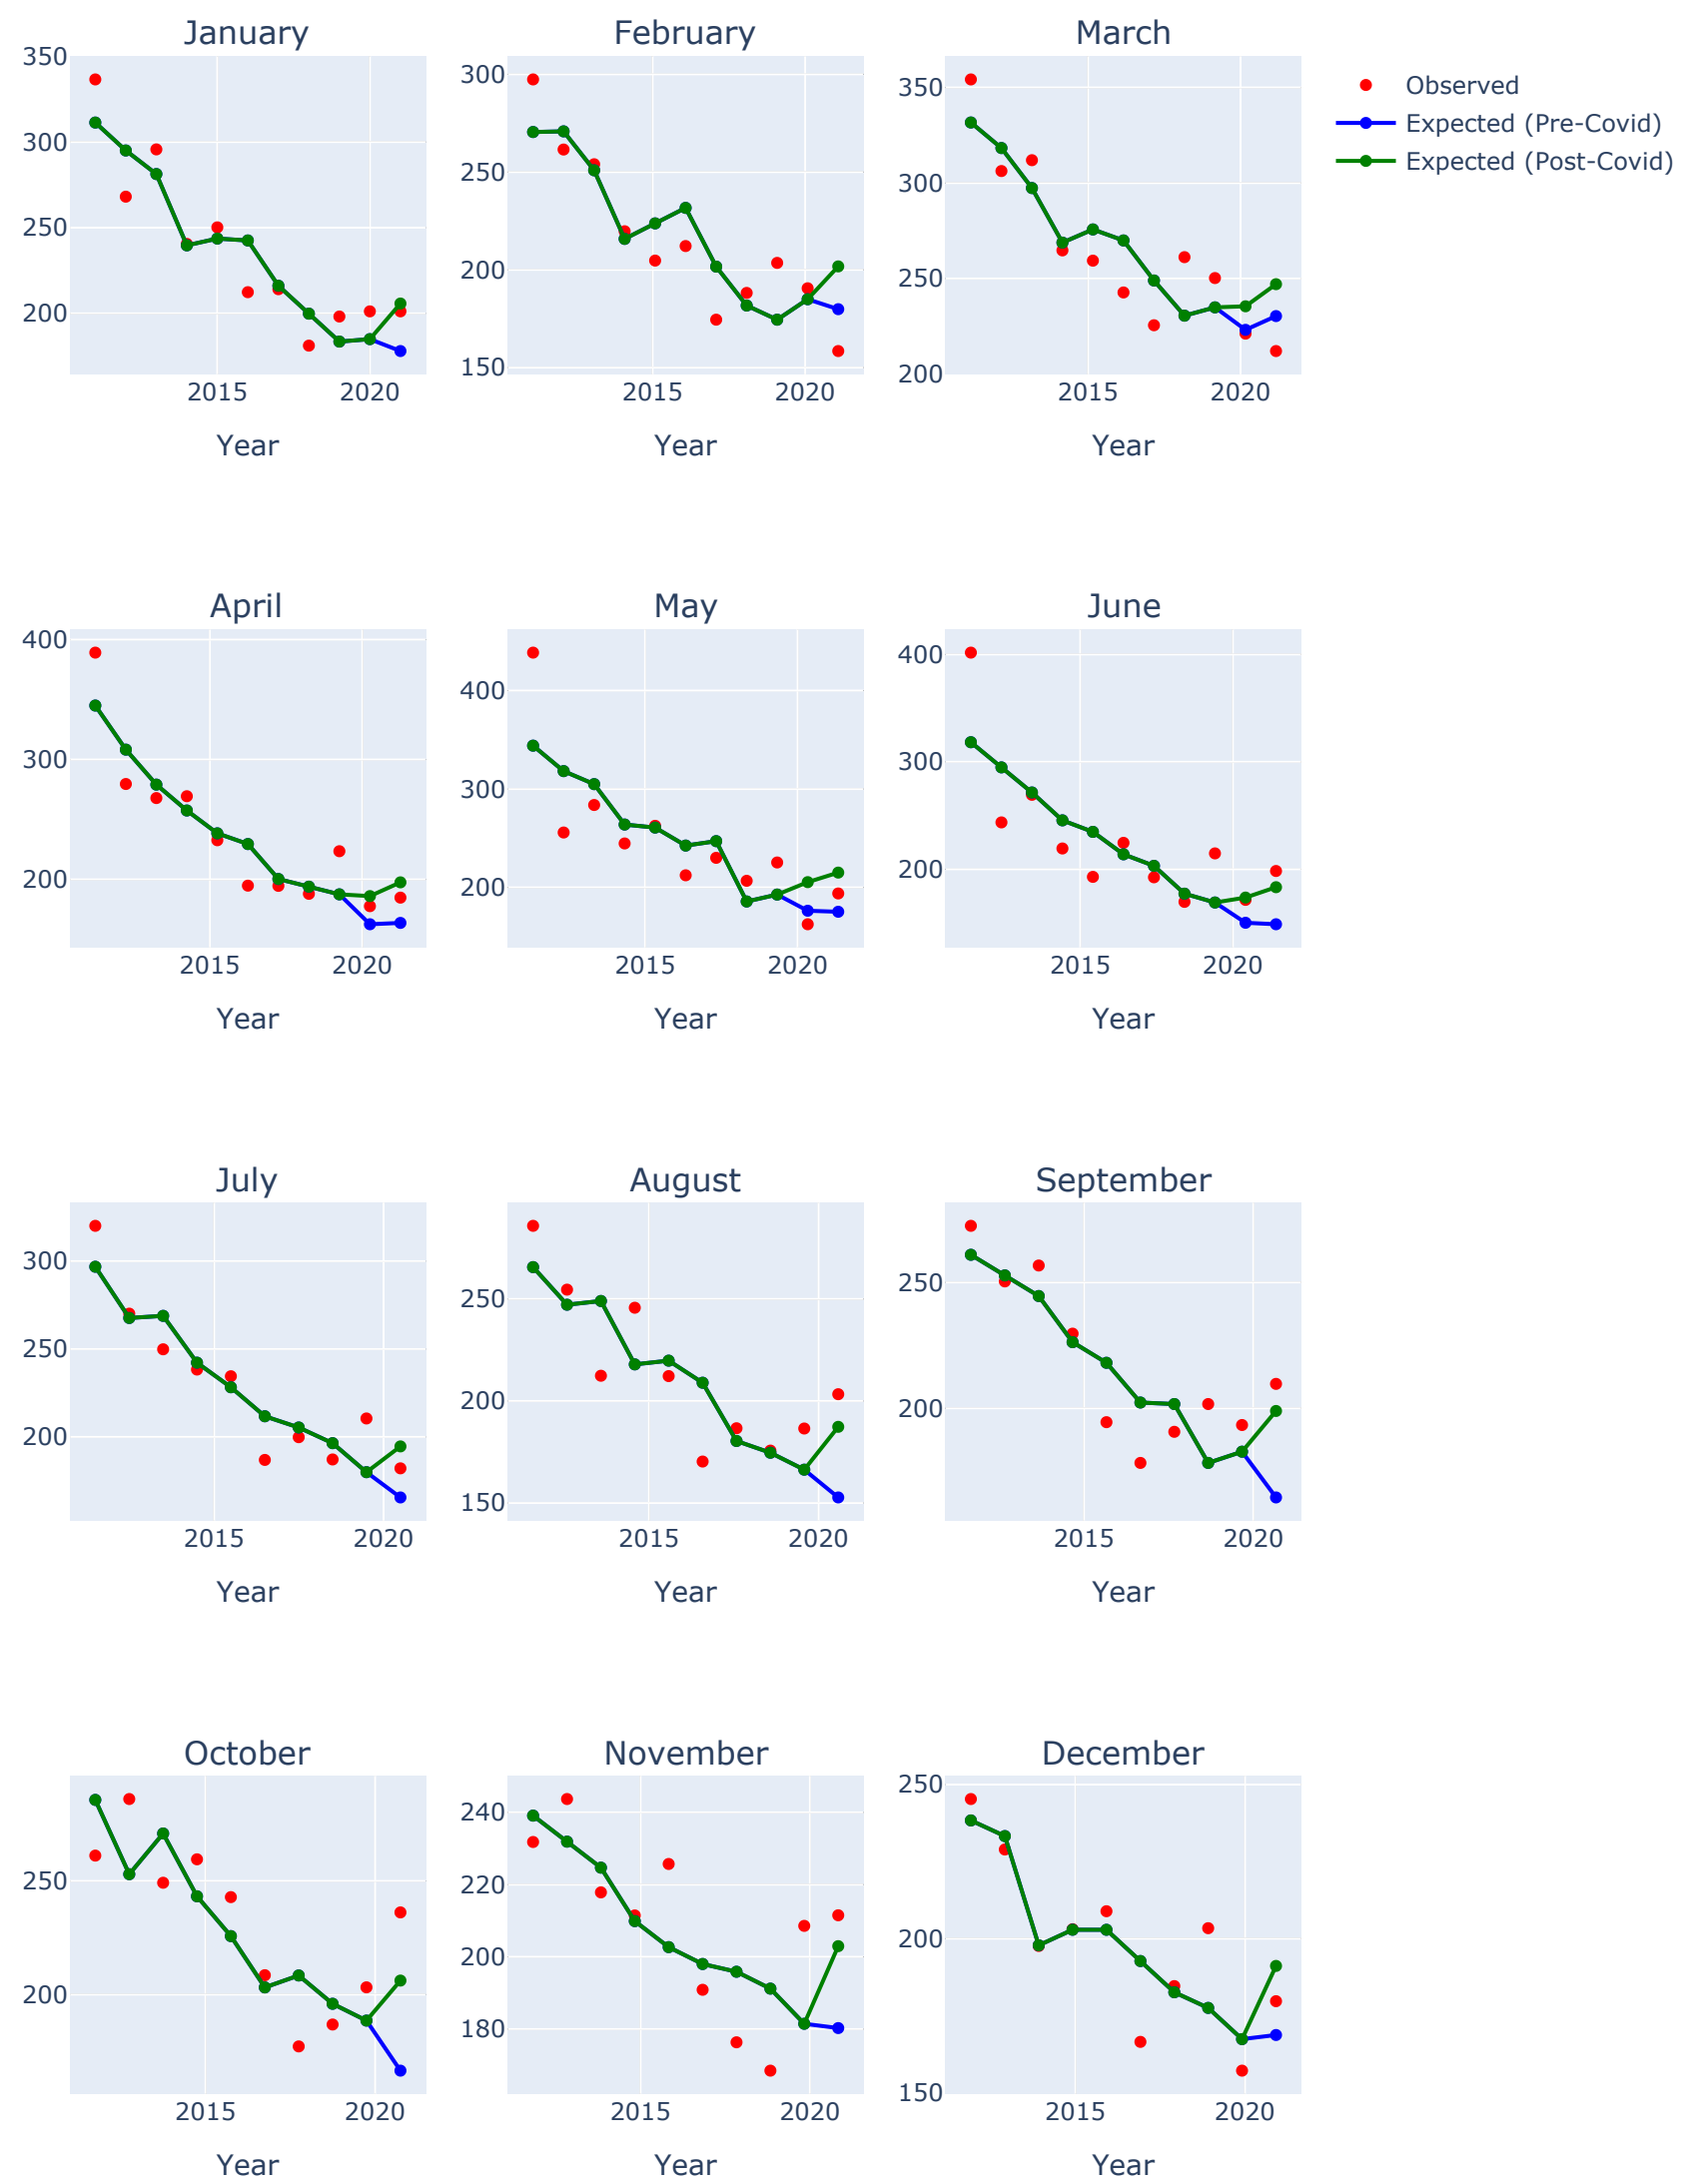 January
February
March
350
300
250
200
2015
2020
Year
300
250
200
150
2015
2020
Year
350
300
250
200
2015
2020
Year
Observed
Expected (Pre-Covid)
Expected (Post-Covid)
April
May
June
400
300
200
2015
2020
Year
400
300
200
2015
2020
Year
400
300
200
2015
2020
Year
July
August
September
300
250
200
2015
2020
Year
250
200
150
2015
2020
Year
250
200
2015
2020
Year
October
November
December
250
200
2015
2020
Year
240
220
200
180
2015
2020
Year
250
200
150
2015
2020
Year